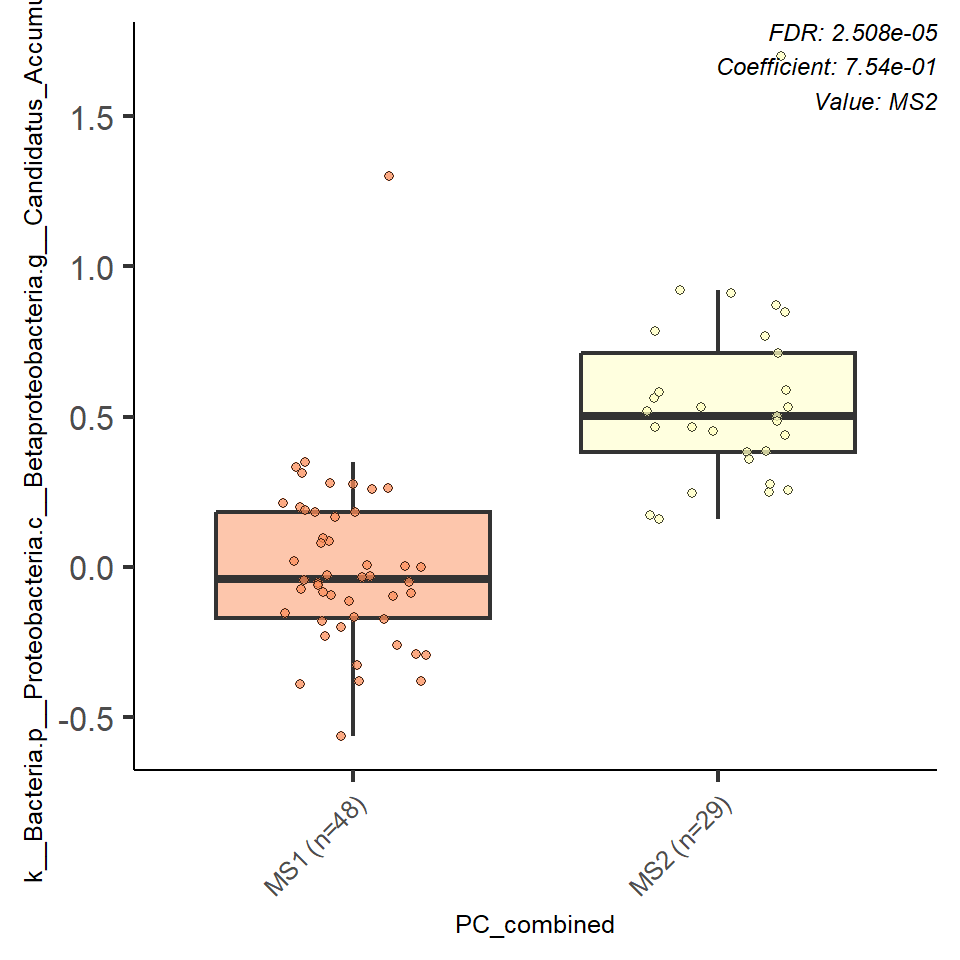 FDR: 2.508e-05
Coefficient: 7.54e-01
Value: MS2
k__Bacteria.p__Proteobacteria.c__Betaproteobacteria.g__Candidatus_Accumu
1.5
1.0
0.5
0.0
-0.5
MS1 (n=48)
MS2 (n=29)
PC_combined